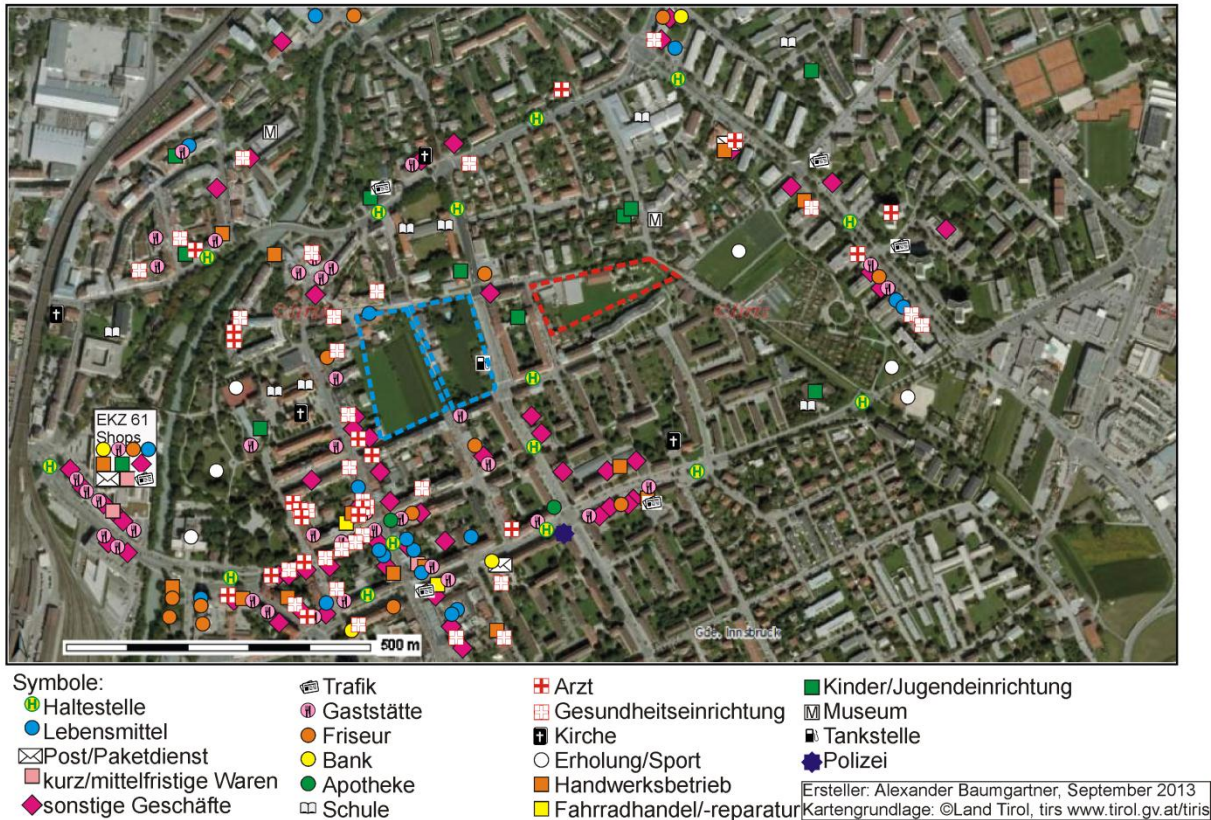 EKZ 61
Shops
500 m
Gde. Innsbruck
Symbole:
Haltestelle
Lebensmittel
Post/Paketdienst
kurz/mittelfristige Waren
sonstige Geschäfte
Trafik
Gaststätte
Friseur
Bank
Apotheke
Schule
Arzt
Gesundheitseinrichtung
Kirche
Erholung/Sport
Handwerksbetrieb
Fahrradhandel/-reparatur
Kinder/Jugendeinrichtung
Museum
Tankstelle
Polizei
Ersteller: Alexander Baumgartner, September 2013
Kartengrundlage: ©Land Tirol, tirs www.tirol.gv.at/tiris